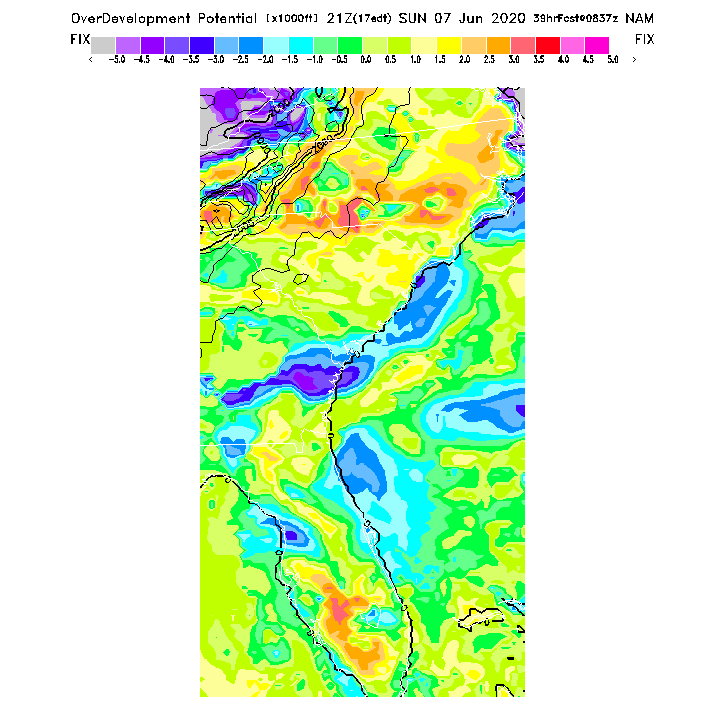 OverDevelopment Potential [x1000ft] 21Z(17edt) SUN 07 Jun 2020 39hrFcst@0837z NAM
FIX FIX
< -5.0 -4.5 -4.0 -3.5 -3.0 -2.5 -2.0 -1.5 -1.0 -0.5 0.0 0.5 1.0 1.5 2.0 2.5 3.0 3.5 4.0 4.5 5.0 >